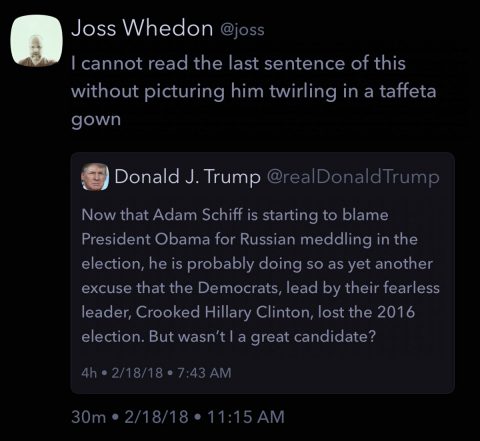 Joss Whedon @joss
I cannot read the last sentence of this
without picturing him twirling in a taffeta
gown
Donald J. Trump @realDonaldTrump
Now that Adam Schiff is starting to blame
President Obama for Russian meddling in the
election, he is probably doing so as yet another
excuse that the Democrats, lead by their fearless
leader, Crooked Hillary Clinton, lost the 2016
election. But wasn't I a great candidate?
4h • 2/18/18 • 7:43 AM
30m • 2/18/18 • 11:15 AM